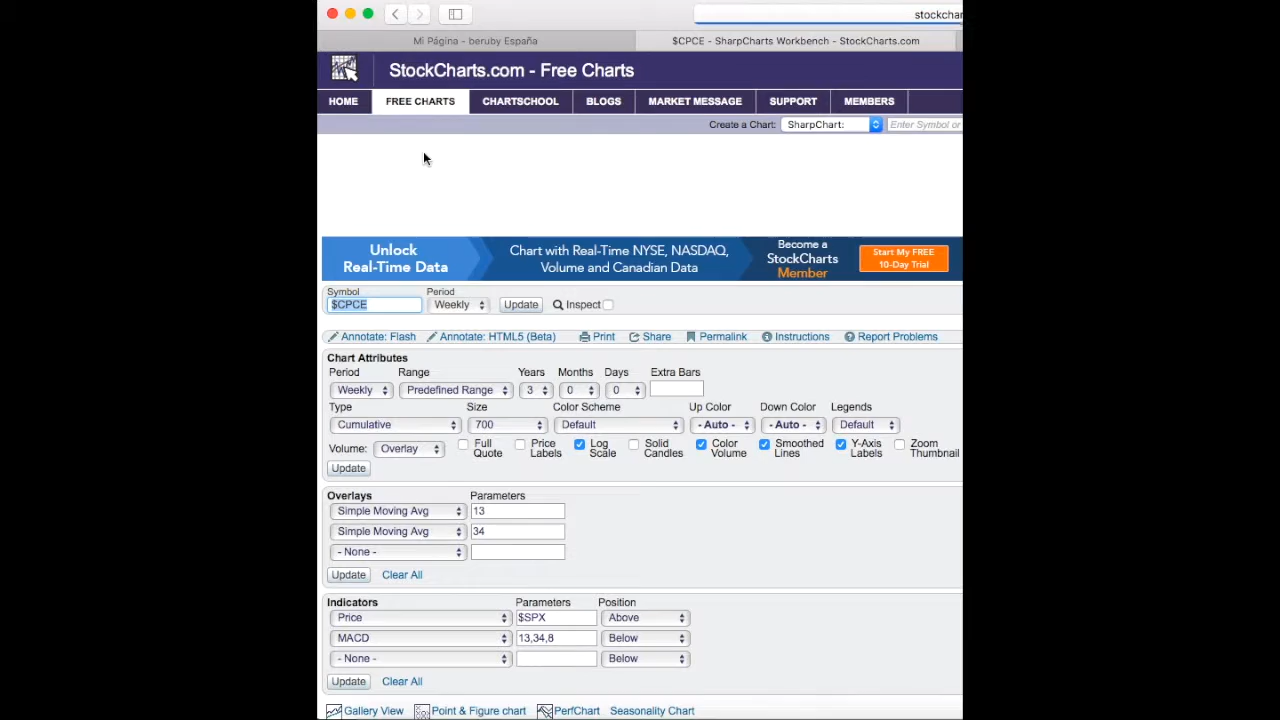 stockchar
Mi Página - beruby España
$CPCE - SharpCharts Workbench - StockCharts.com
StockCharts.com - Free Charts
HOME FREE CHARTS CHARTSCHOOL BLOGS MARKET MESSAGE SUPPORT MEMBERS
Create a Chart: SharpChart: Enter Symbol or
Unlock
Real-Time Data
Chart with Real-Time NYSE, NASDAQ,
Volume and Canadian Data
Become a
StockCharts
Member
Start My FREE
10-Day Trial
Symbol Period
$CPCE Weekly Update Inspect
Annotate: Flash Annotate: HTML5 (Beta) Print Share Permalink Instructions Report Problems
Chart Attributes
Period Range Years Months Days Extra Bars
Weekly Predefined Range 3 0 0
Type Size Color Scheme Up Color Down Color Legends
Cumulative 700 Default - Auto - - Auto - Default
Volume: Overlay Full Quote Price Labels Log Scale Solid Candles Color Volume Smoothed Lines Y-Axis Labels Zoom Thumbnail
Update
Overlays Parameters
Simple Moving Avg 13
Simple Moving Avg 34
- None -
Update Clear All
Indicators Parameters Position
Price $SPX Above
MACD 13,34,8 Below
- None - Below
Update Clear All
Gallery View Point & Figure chart PerfChart Seasonality Chart